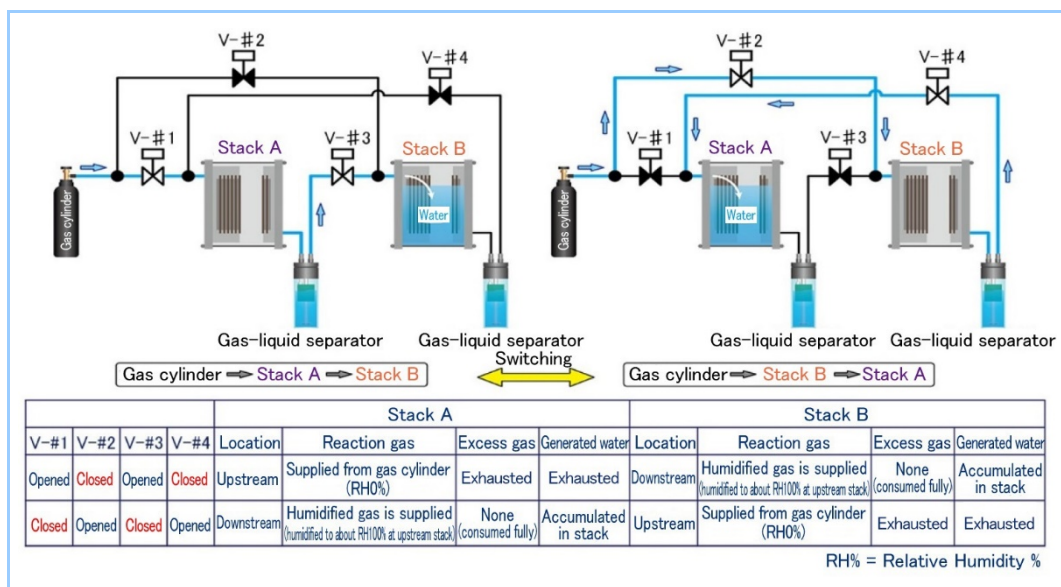 V-#2
V-#4
V-#1
Stack A
V-#3
Stack B
Gas cylinder
Water
Gas-liquid separator
Gas-liquid separator
Gas cylinder
Stack A
Stack B
Switching
V-#2
V-#4
V-#1
Stack A
V-#3
Stack B
Gas cylinder
Water
Gas-liquid separator
Gas-liquid separator
Gas cylinder
Stack B
Stack A
Stack A
Stack B
V-#1 V-#2 V-#3 V-#4 Location Reaction gas Excess gas Generated water Location Reaction gas Excess gas Generated water
Opened Closed Opened Closed Upstream Supplied from gas cylinder
(RH0%)
Exhausted Exhausted Downstream Humidified gas is supplied
(humidified to about RH100% at upstream stack)
None
(consumed fully)
Accumulated
in stack
Closed Opened Closed Opened Downstream Humidified gas is supplied
(humidified to about RH100% at upstream stack)
None
(consumed fully)
Accumulated
in stack
Upstream Supplied from gas cylinder
(RH0%)
Exhausted Exhausted
RH% = Relative Humidity %